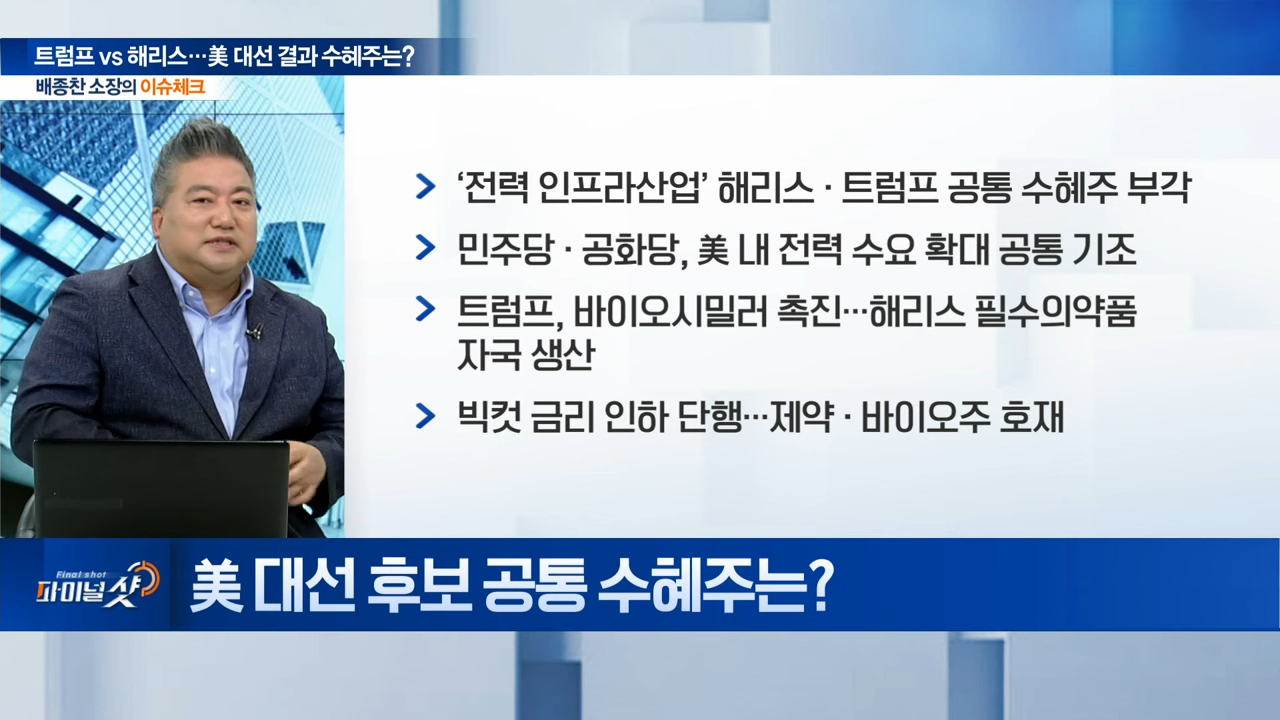 트럼프 vs 해리스…美 대선 결과 수혜주는?
배종찬 소장의 이슈체크
‘전력 인프라산업’ 해리스·트럼프 공통 수혜주 부각
민주당·공화당, 美 내 전력 수요 확대 공통 기조
트럼프, 바이오시밀러 촉진…해리스 필수의약품
자국 생산
빅컷 금리 인하 단행…제약·바이오주 호재
Final shot
파이널 샷
美 대선 후보 공통 수혜주는?